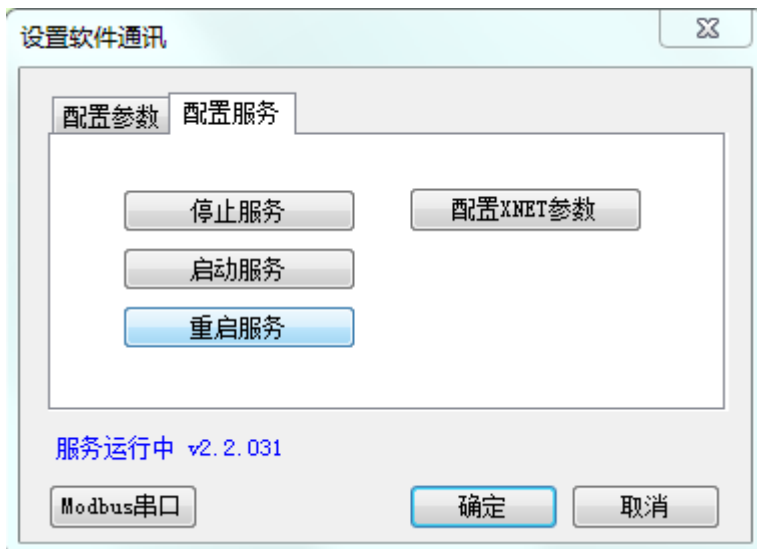 设置软件通讯
配置参数 配置服务
停止服务 配置XNET参数
启动服务
重启服务
服务运行中 v2.2.031
Modbus串口 确定 取消